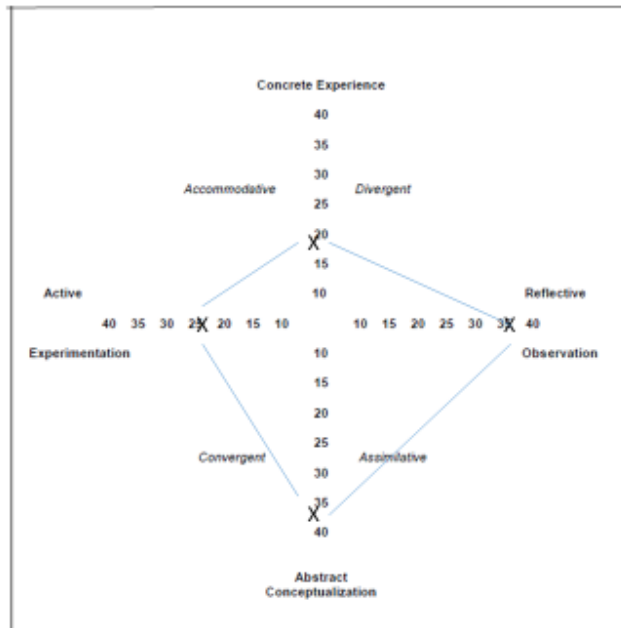 Concrete Experience
40
35
30
Accommodative Divergent
25
20
X
15
10
Active Reflective
40 35 30 25 X 20 15 10 10 15 20 25 30 35 X 40
Experimentation 10 Observation
15
20
25
Convergent Assimilative
30
35
X
40
Abstract
Conceptualization